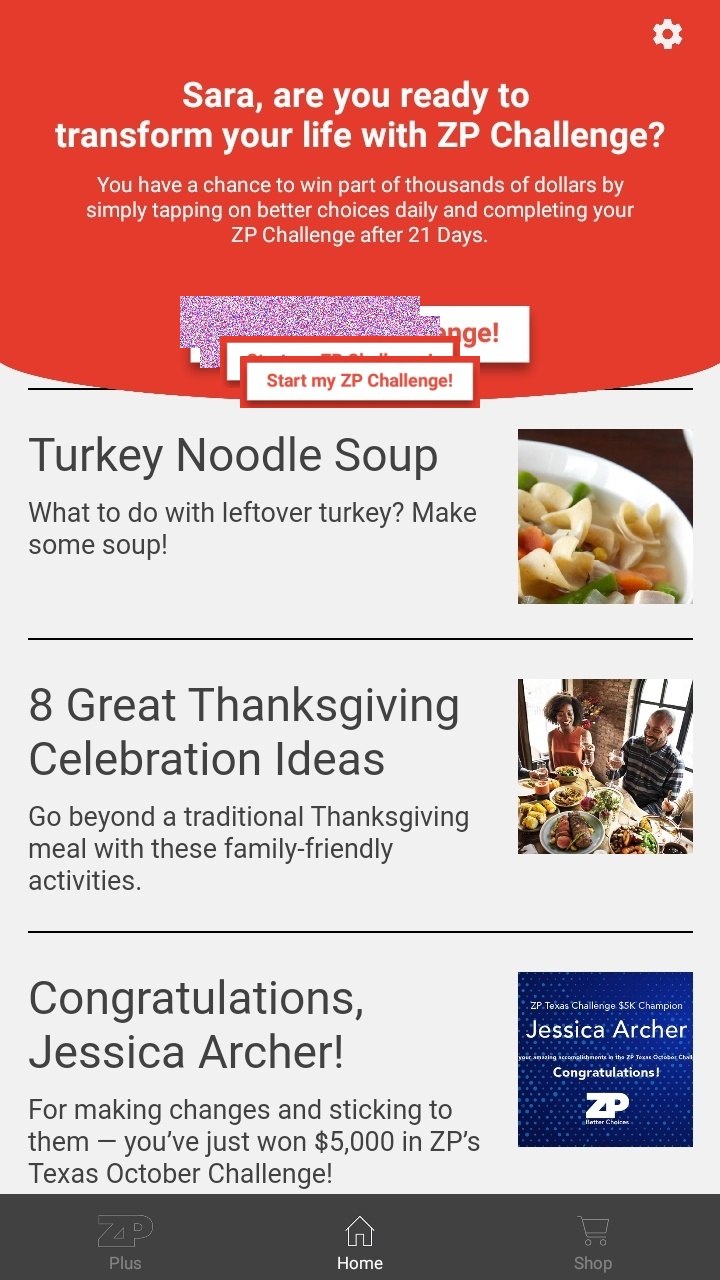 Sara, are you ready to
transform your life with ZP Challenge?
You have a chance to win part of thousands of dollars by
simply tapping on better choices daily and completing your
ZP Challenge after 21 Days.
Start my ZP Challenge!
Turkey Noodle Soup
What to do with leftover turkey? Make
some soup!
8 Great Thanksgiving
Celebration Ideas
Go beyond a traditional Thanksgiving
meal with these family-friendly
activities.
Congratulations,
Jessica Archer!
For making changes and sticking to
them — you’ve just won $5,000 in ZP’s
Texas October Challenge!
ZP Texas Challenge $5K Champion
Jessica Archer
your amazing accomplishments in the ZP Texas October
Congratulations!
ZP
Better Choices
ZP
Plus
Home
Shop